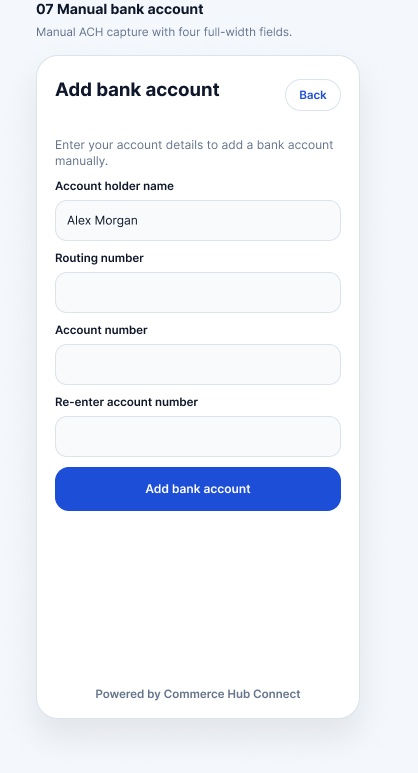 07 Manual bank account
Manual ACH capture with four full-width fields.
Add bank account
Back
Enter your account details to add a bank account
manually.
Account holder name
Alex Morgan
Routing number
Account number
Re-enter account number
Add bank account
Powered by Commerce Hub Connect